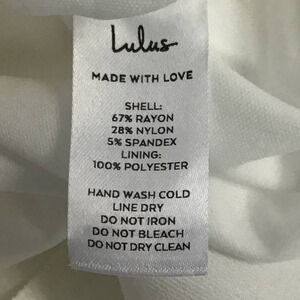 Lulus
MADE WITH LOVE
SHELL:
67% RAYON
28% NYLON
5% SPANDEX
LINING:
100% POLYESTER
HAND WASH COLD
LINE DRY
DO NOT IRON
DO NOT BLEACH
DO NOT DRY CLEAN